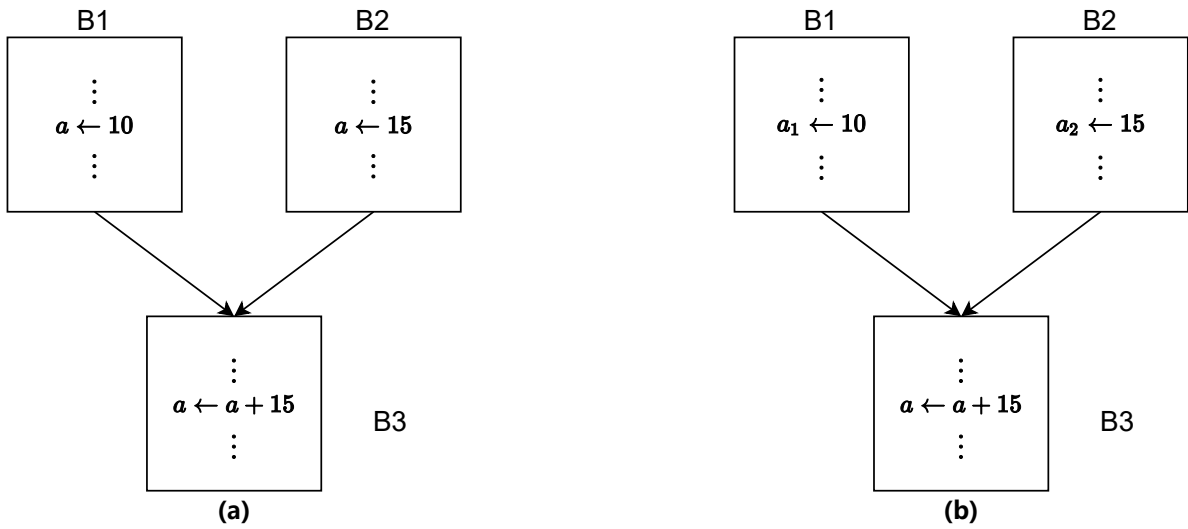 B1
B2
⋮
a ← 10
⋮
⋮
a ← 15
⋮
⋮
a ← a + 15
⋮
B3
(a)
B1
B2
⋮
a₁ ← 10
⋮
⋮
a₂ ← 15
⋮
⋮
a ← a + 15
⋮
B3
(b)